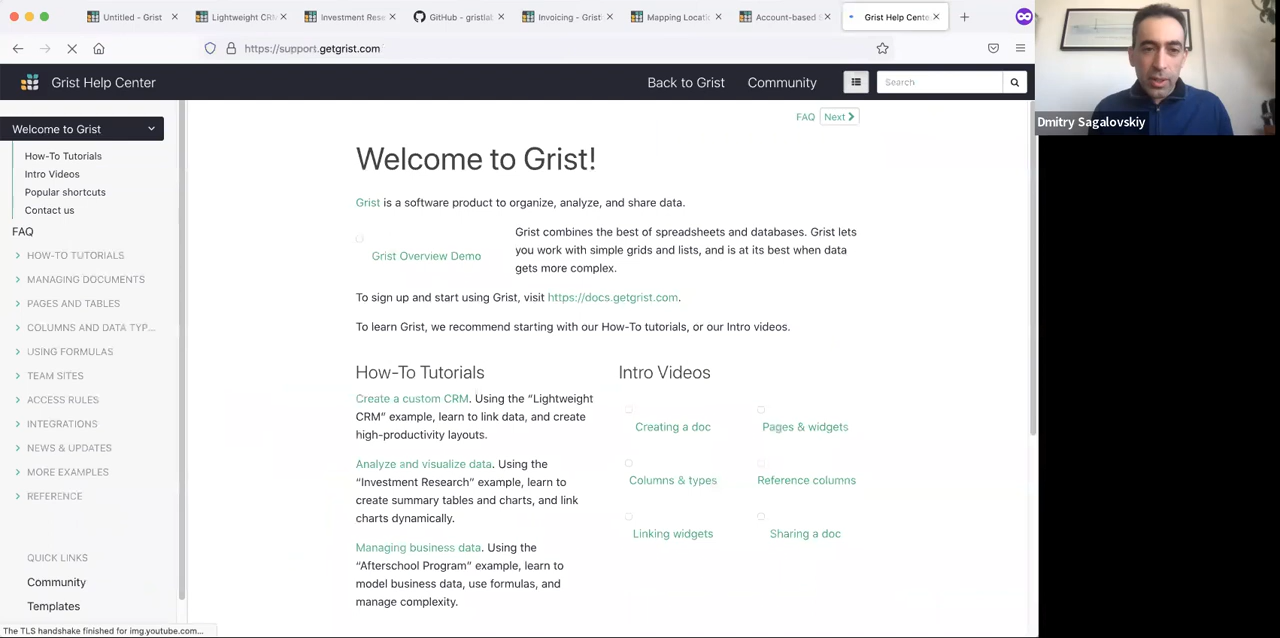 Untitled - Grist
Lightweight CRM
Investment Rese
GitHub - gristlab
Invoicing - Grist
Mapping Locatio
Account-based S
Grist Help Cente
https://support.getgrist.com
Grist Help Center
Back to Grist
Community
Search
Dmitry Sagalovskiy
Welcome to Grist
How-To Tutorials
Intro Videos
Popular shortcuts
Contact us
FAQ
HOW-TO TUTORIALS
MANAGING DOCUMENTS
PAGES AND TABLES
COLUMNS AND DATA TYP...
USING FORMULAS
TEAM SITES
ACCESS RULES
INTEGRATIONS
NEWS & UPDATES
MORE EXAMPLES
REFERENCE
QUICK LINKS
Community
Templates
The TLS handshake finished for img.youtube.com...
FAQ Next
Welcome to Grist!
Grist is a software product to organize, analyze, and share data.
Grist Overview Demo
Grist combines the best of spreadsheets and databases. Grist lets
you work with simple grids and lists, and is at its best when data
gets more complex.
To sign up and start using Grist, visit https://docs.getgrist.com.
To learn Grist, we recommend starting with our How-To tutorials, or our Intro videos.
How-To Tutorials
Create a custom CRM. Using the “Lightweight
CRM” example, learn to link data, and create
high-productivity layouts.
Analyze and visualize data. Using the
“Investment Research” example, learn to
create summary tables and charts, and link
charts dynamically.
Managing business data. Using the
“Afterschool Program” example, learn to
model business data, use formulas, and
manage complexity.
Intro Videos
Creating a doc
Pages & widgets
Columns & types
Reference columns
Linking widgets
Sharing a doc